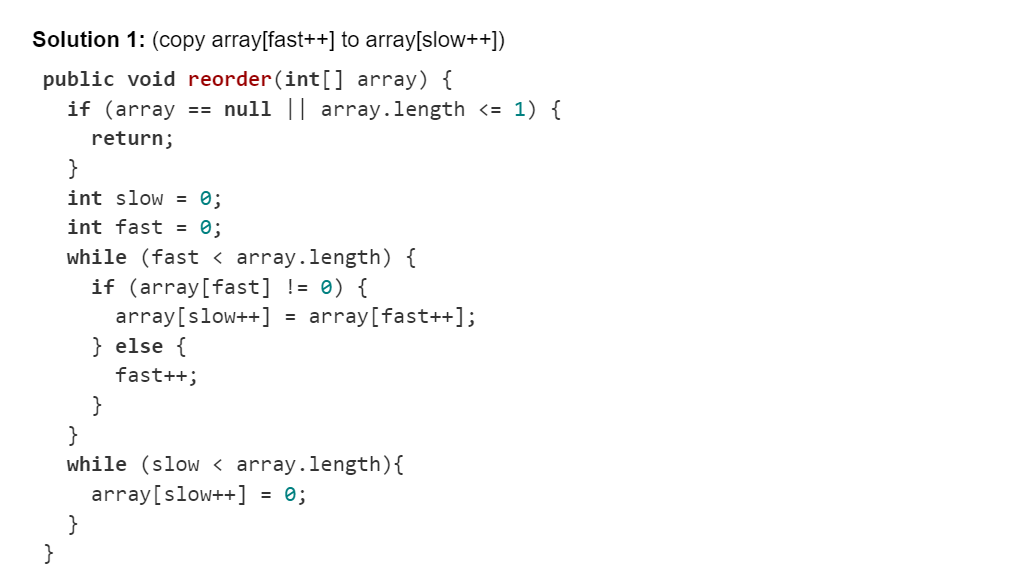 Solution 1: (copy array[fast++] to array[slow++])
public void reorder(int[] array) {
  if (array == null || array.length <= 1) {
    return;
  }
  int slow = 0;
  int fast = 0;
  while (fast < array.length) {
    if (array[fast] != 0) {
      array[slow++] = array[fast++];
    } else {
      fast++;
    }
  }
  while (slow < array.length){
    array[slow++] = 0;
  }
}